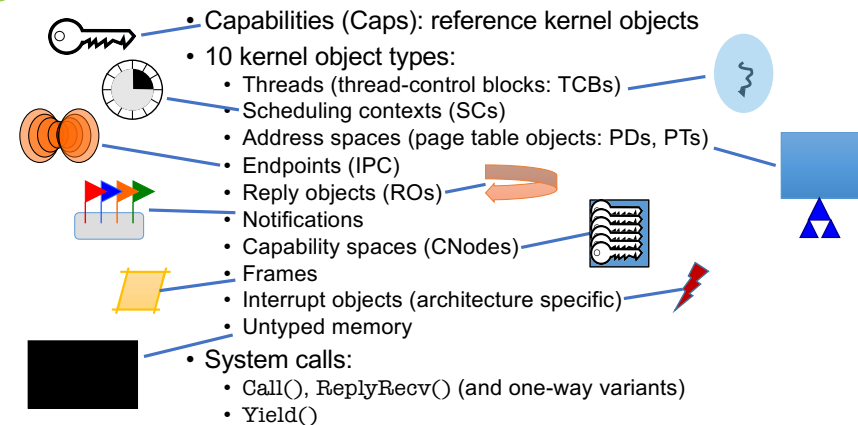 • Capabilities (Caps): reference kernel objects
• 10 kernel object types:
• Threads (thread-control blocks: TCBs)
• Scheduling contexts (SCs)
• Address spaces (page table objects: PDs, PTs)
• Endpoints (IPC)
• Reply objects (ROs)
• Notifications
• Capability spaces (CNodes)
• Frames
• Interrupt objects (architecture specific)
• Untyped memory
• System calls:
• Call(), ReplyRecv() (and one-way variants)
• Yield()